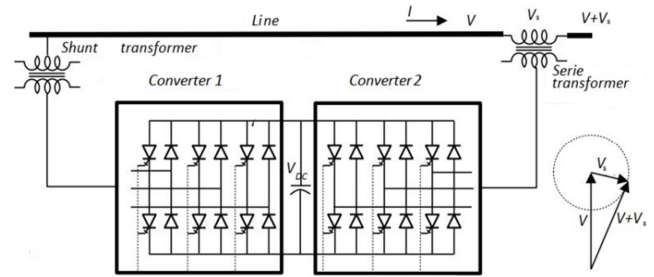 Line
I
V
Vs
V+Vs
Shunt transformer
Serie
transformer
Converter 1
Converter 2
VDC
Vs
V
V+Vs